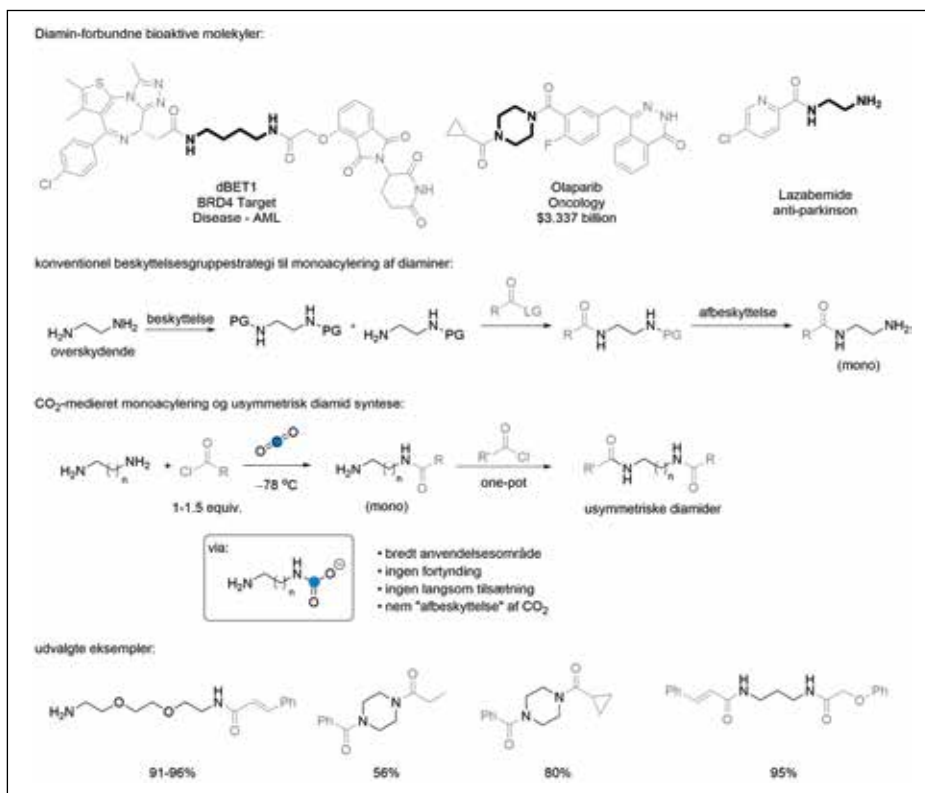 Diamin-forbundne bioaktive molekyler:
dBET1
BRD4 Target
Disease - AML
Olaparib
Oncology
$3.337 billion
Lazabemide
anti-parkinson
konventionel beskyttelsesgruppestrategi til monoacylering af diaminer:
overskydende
beskyttelse
afbeskyttelse
(mono)
CO2-medieret monoacylering og usymmetrisk diamid syntese:
1-1.5 equiv.
−78 ºC
(mono)
one-pot
usymmetriske diamider
via:
• bredt anvendelsesområde
• ingen fortynding
• ingen langsom tilsætning
• nem "afbeskyttelse" af CO2
udvalgte eksempler:
91-96%
56%
80%
95%